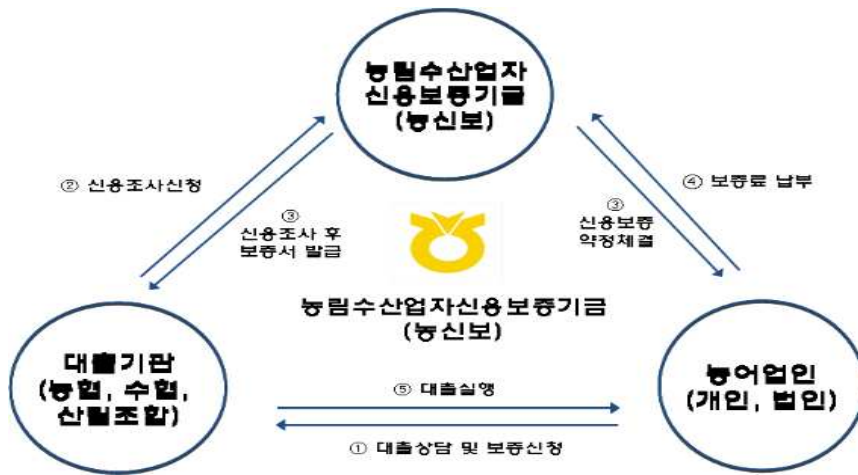 농림수산업자
신용보증기금
(농신보)
② 신용조사신청
④ 보증료 납부
③
신용조사 후
보증서 발급
③
신용보증
약정체결
농림수산업자신용보증기금
(농신보)
대출기관
(농협, 수협,
산림조합)
농어업인
(개인, 법인)
⑤ 대출실행
① 대출상담 및 보증신청